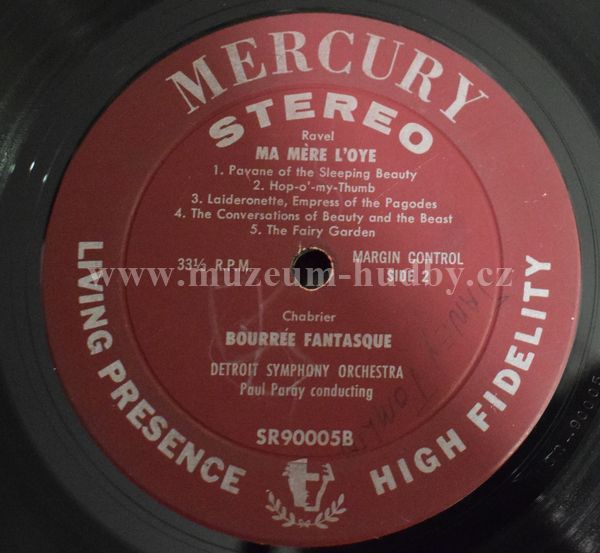 MERCURY
STEREO
Ravel
MA MÈRE L'OYE
1. Pavane of the Sleeping Beauty
2. Hop-o'-my-Thumb
3. Laideronette, Empress of the Pagodes
4. The Conversations of Beauty and the Beast
5. The Fairy Garden
33⅓ R.P.M.
MARGIN CONTROL
SIDE 2
www.muzeum-hudby.cz
Chabrier
BOURRÉE FANTASQUE
DETROIT SYMPHONY ORCHESTRA
Paul Paray conducting
SR90005B
LIVING PRESENCE
HIGH FIDELITY